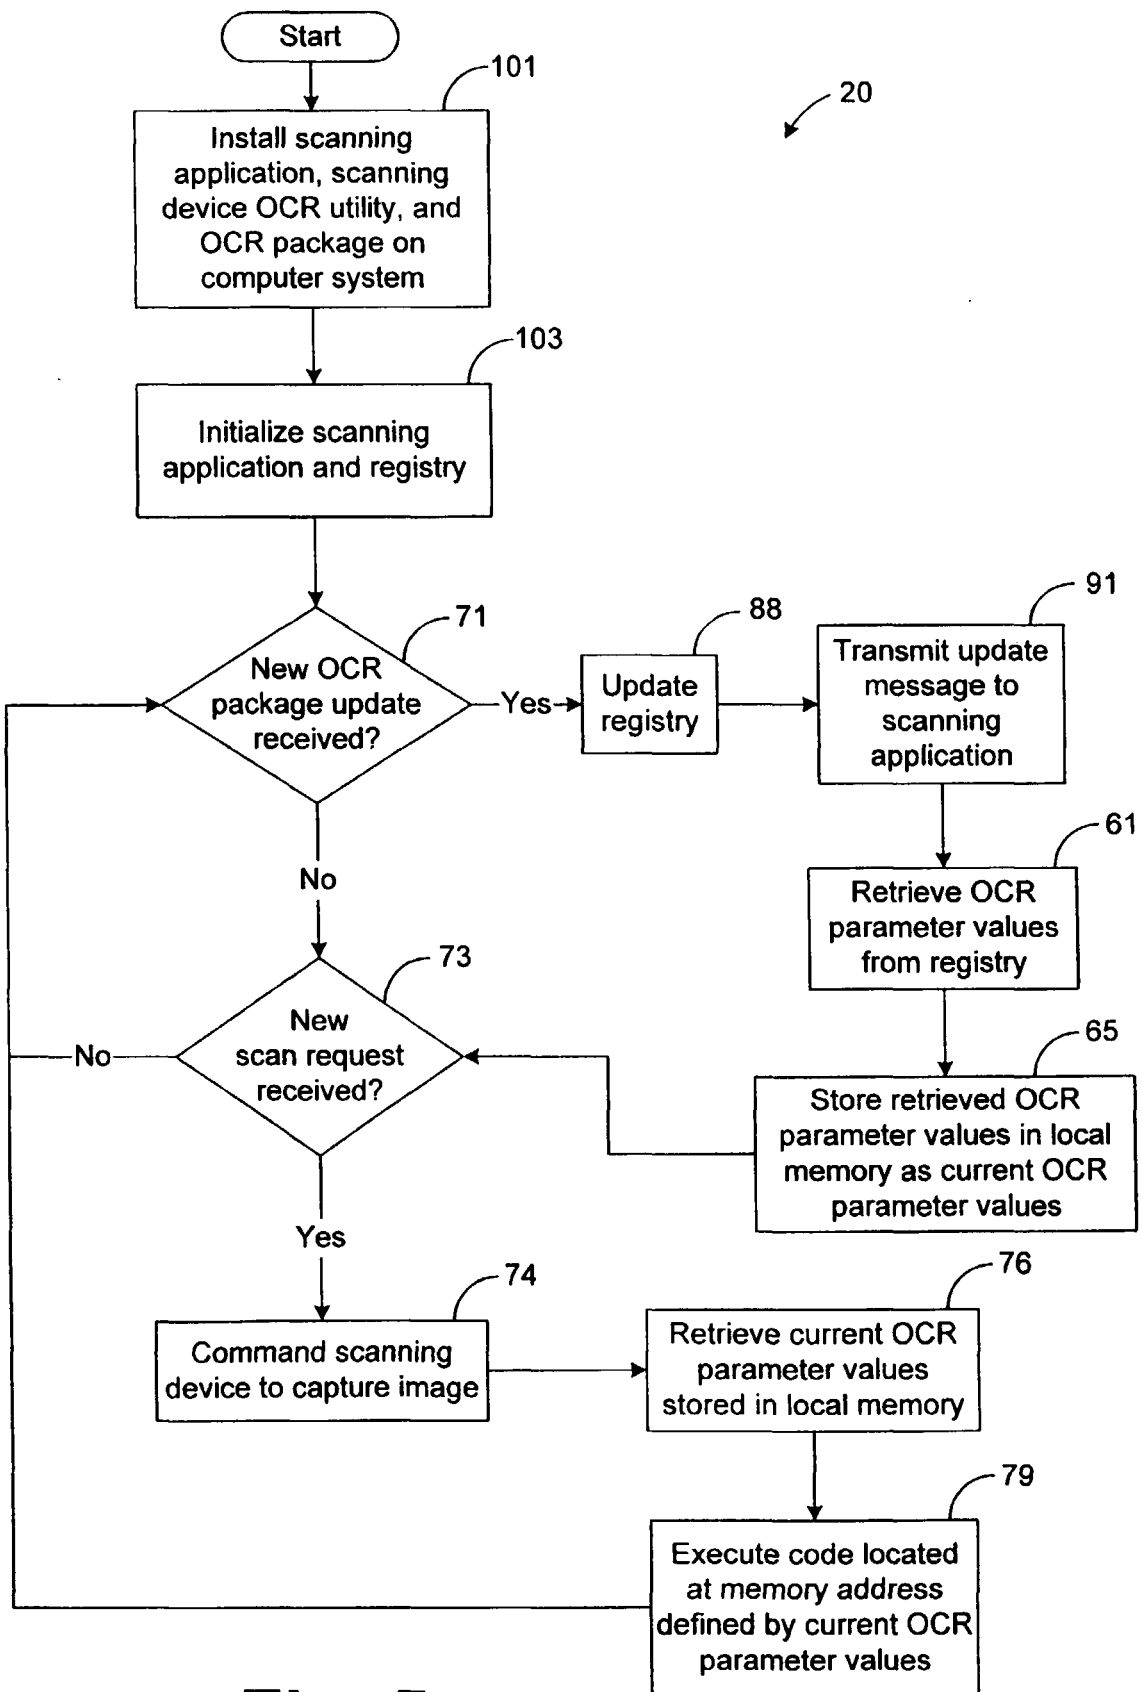 Start
101
20
Install scanning
application, scanning
device OCR utility, and
OCR package on
computer system
103
Initialize scanning
application and registry
71
New OCR
package update
received?
Yes
88
Update
registry
91
Transmit update
message to
scanning
application
61
Retrieve OCR
parameter values
from registry
65
Store retrieved OCR
parameter values in local
memory as current OCR
parameter values
No
73
New
scan request
received?
No
Yes
74
Command scanning
device to capture image
76
Retrieve current OCR
parameter values
stored in local memory
79
Execute code located
at memory address
defined by current OCR
parameter values